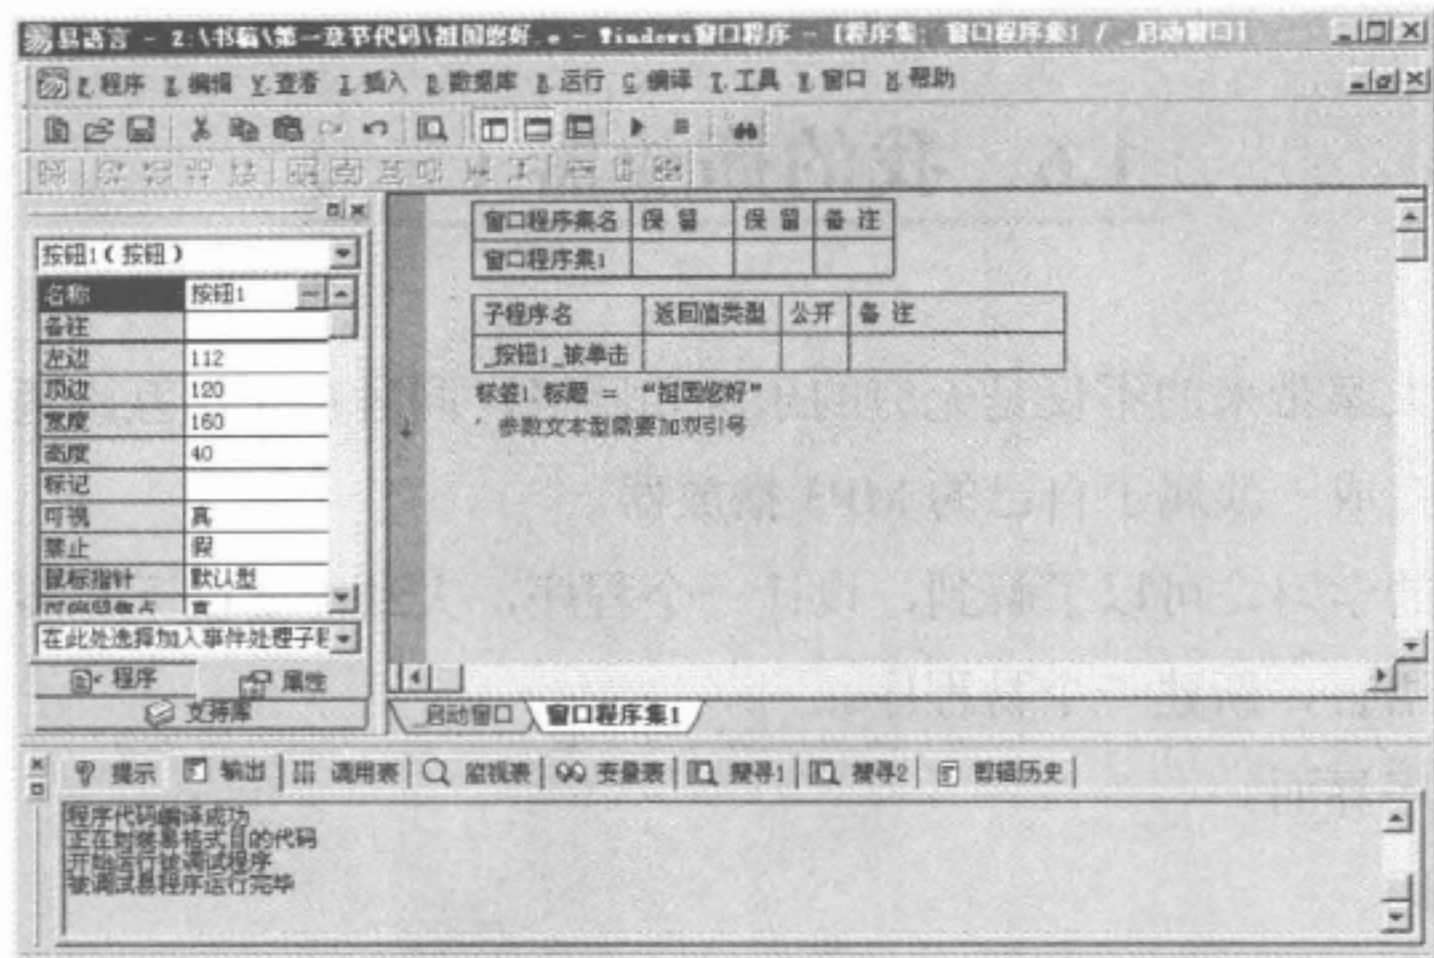 易语言 - Z:\书稿\第一章节代码\祖国您好.e - Windows窗口程序 - [程序集: 窗口程序集1 / _启动窗口]
F.程序 E.编辑 V.查看 I.插入 B.数据库 R.运行 C.编译 T.工具 W.窗口 H.帮助
按钮1(按钮)
名称 按钮1
备注
左边 112
顶边 120
宽度 160
高度 40
标记
可视 真
禁止 假
鼠标指针 默认型
可停留焦点 真
在此处选择加入事件处理子
程序 属性
支持库
窗口程序集名 保 留 保 留 备 注
窗口程序集1
子程序名 返回值类型 公开 备 注
_按钮1_被单击
标签1.标题 = “祖国您好”
' 参数文本型需要加双引号
_启动窗口 窗口程序集1
提示 输出 调用表 监视表 变量表 搜寻1 搜寻2 剪辑历史
程序代码编译成功
正在封装易格式目的代码
开始运行被调试程序
被调试易程序运行完毕